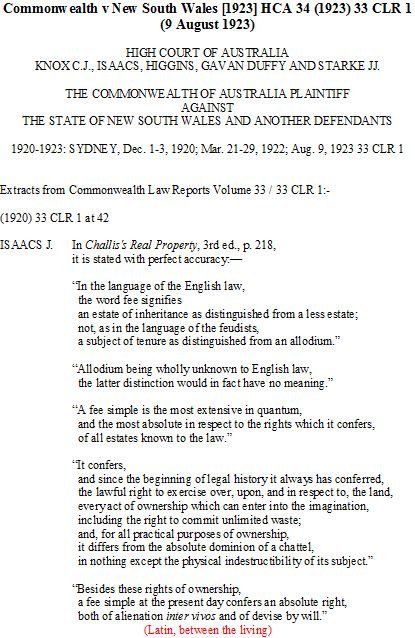 Commonwealth v New South Wales [1923] HCA 34 (1923) 33 CLR 1
(9 August 1923)
HIGH COURT OF AUSTRALIA
KNOX C.J., ISAACS, HIGGINS, GAVAN DUFFY AND STARKE JJ.
THE COMMONWEALTH OF AUSTRALIA PLAINTIFF
AGAINST
THE STATE OF NEW SOUTH WALES AND ANOTHER DEFENDANTS
1920-1923: SYDNEY, Dec. 1-3, 1920; Mar. 21-29, 1922; Aug. 9, 1923 33 CLR 1
Extracts from Commonwealth Law Reports Volume 33 / 33 CLR 1:-
(1920) 33 CLR 1 at 42
ISAACS J. In Challis's Real Property, 3rd ed., p. 218,
it is stated with perfect accuracy:—
“In the language of the English law,
the word fee signifies
an estate of inheritance as distinguished from a less estate;
not, as in the language of the feudists,
a subject of tenure as distinguished from an allodium.”
“Allodium being wholly unknown to English law,
the latter distinction would in fact have no meaning.”
“A fee simple is the most extensive in quantum,
and the most absolute in respect to the rights which it confers,
of all estates known to the law.”
“It confers,
and since the beginning of legal history it always has conferred,
the lawful right to exercise over, upon, and in respect to, the land,
every act of ownership which can enter into the imagination,
including the right to commit unlimited waste;
and, for all practical purposes of ownership,
it differs from the absolute dominion of a chattel,
in nothing except the physical indestructibility of its subject.”
“Besides these rights of ownership,
a fee simple at the present day confers an absolute right,
both of alienation inter vivos and of devise by will.”
(Latin, between the living)